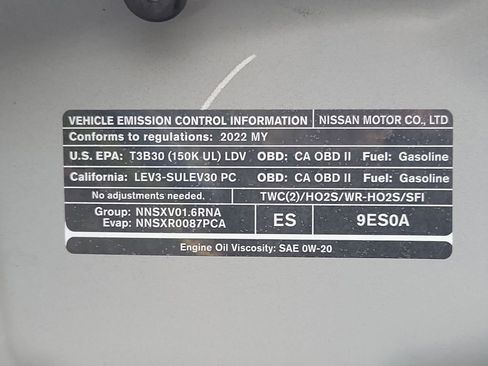 VEHICLE EMISSION CONTROL INFORMATION NISSAN MOTOR CO., LTD
Conforms to regulations: 2022 MY
U.S. EPA: T3B30 (150K UL) LDV OBD: CA OBD II Fuel: Gasoline
California: LEV3-SULEV30 PC OBD: CA OBD II Fuel: Gasoline
No adjustments needed. TWC(2)/HO2S/WR-HO2S/SFI
Group: NNSXV01.6RNA
Evap: NNSXR0087PCA
ES
9ES0A
Engine Oil Viscosity: SAE 0W-20